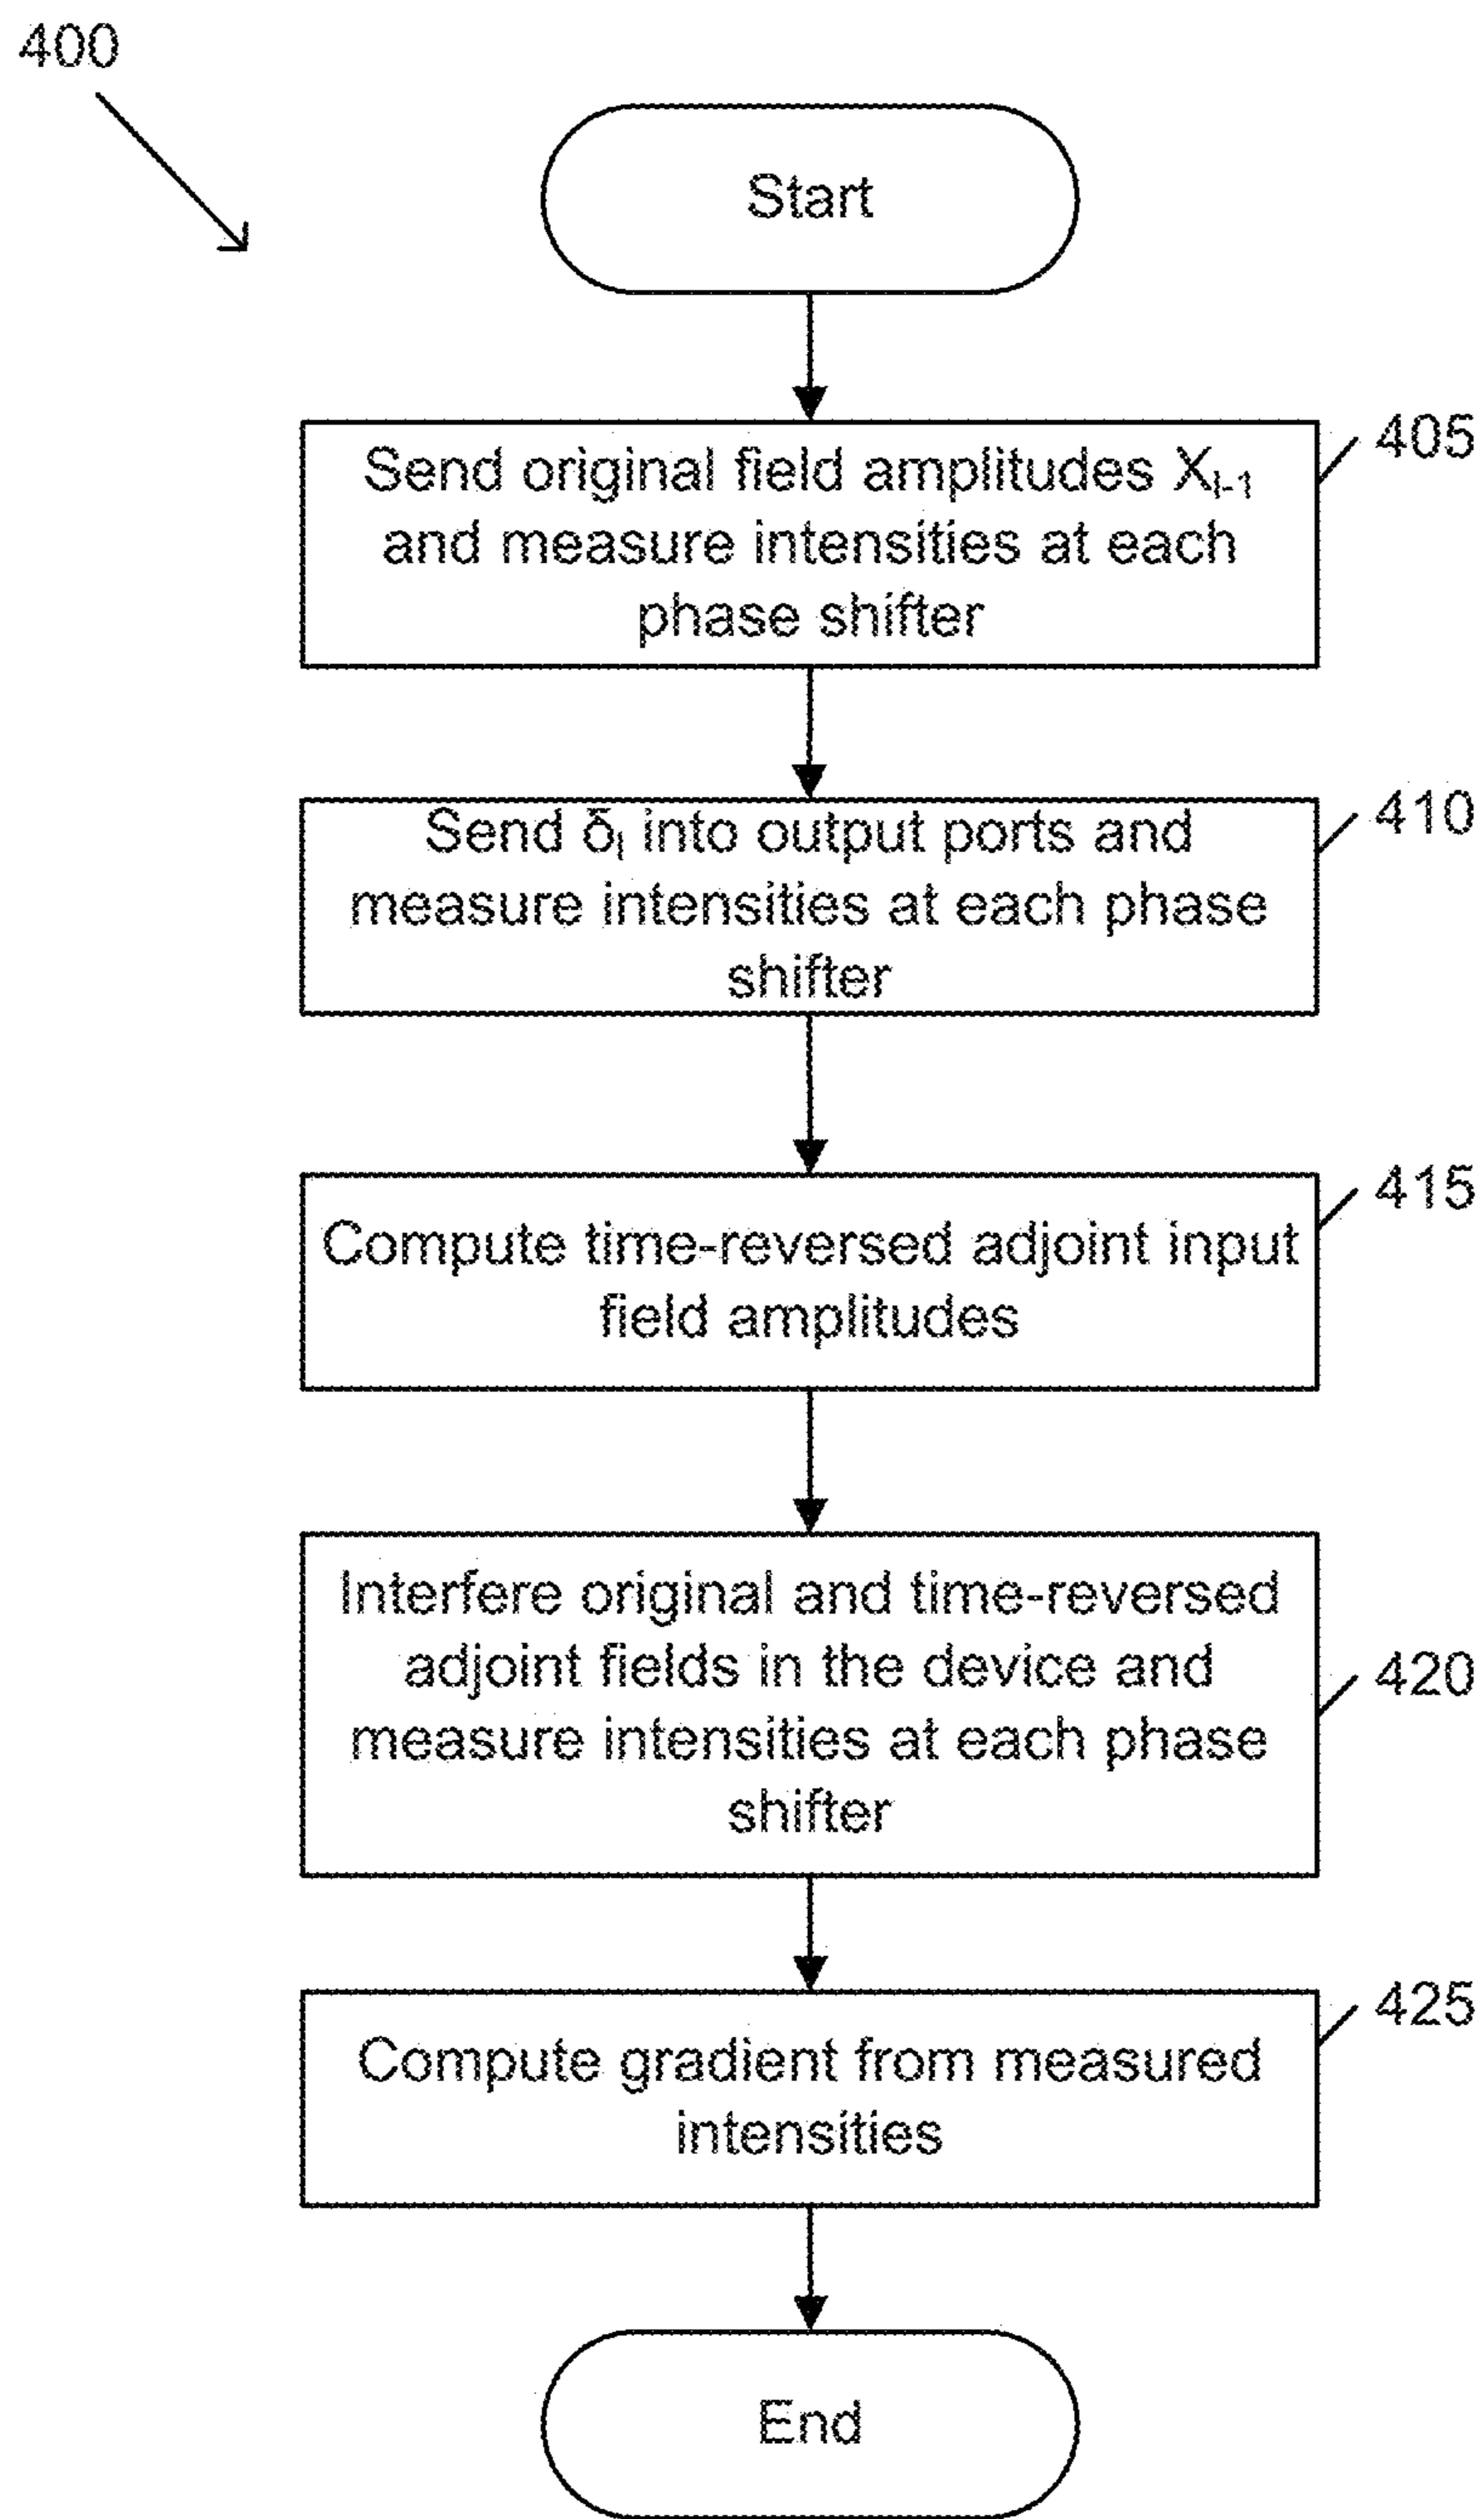 400
Start
Send original field amplitudes X_{l-1}
and measure intensities at each
phase shifter
405
Send δ_l into output ports and
measure intensities at each phase
shifter
410
Compute time-reversed adjoint input
field amplitudes
415
Interfere original and time-reversed
adjoint fields in the device and
measure intensities at each phase
shifter
420
Compute gradient from measured
intensities
425
End